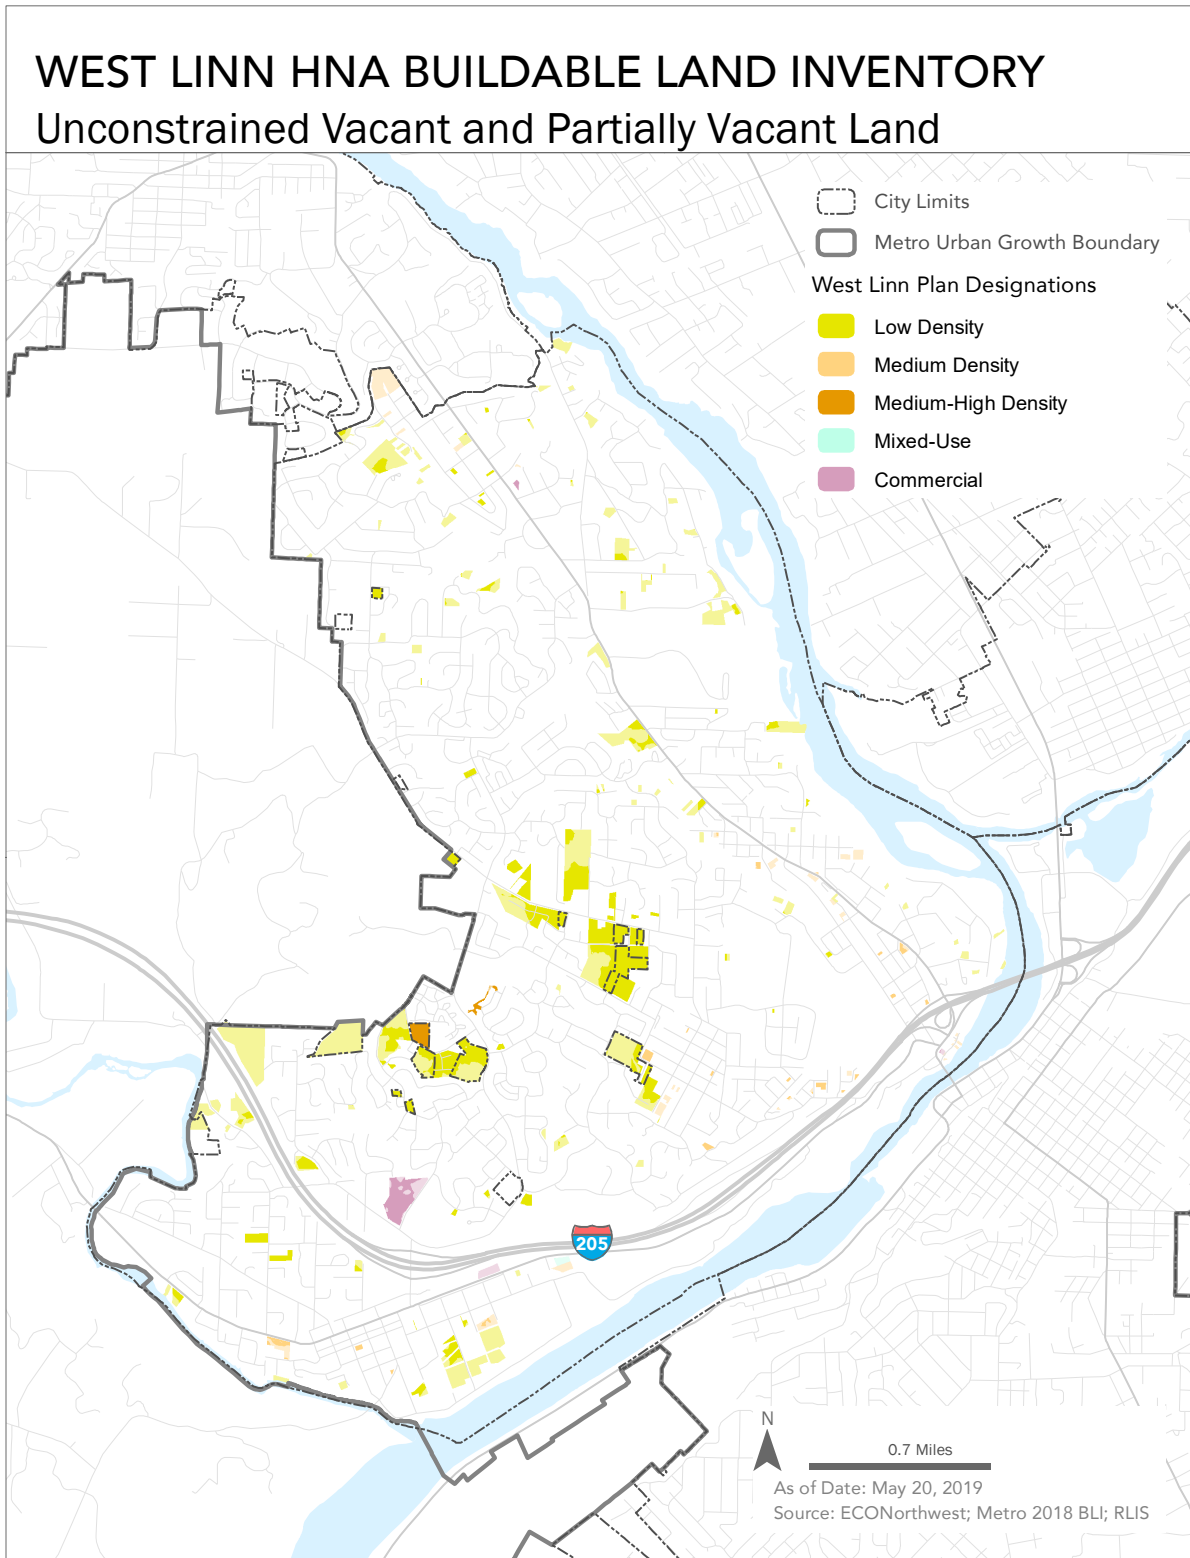 WEST LINN HNA BUILDABLE LAND INVENTORY
Unconstrained Vacant and Partially Vacant Land
City Limits
Metro Urban Growth Boundary
West Linn Plan Designations
Low Density
Medium Density
Medium-High Density
Mixed-Use
Commercial
205
N
0.7 Miles
As of Date: May 20, 2019
Source: ECONorthwest; Metro 2018 BLI; RLIS